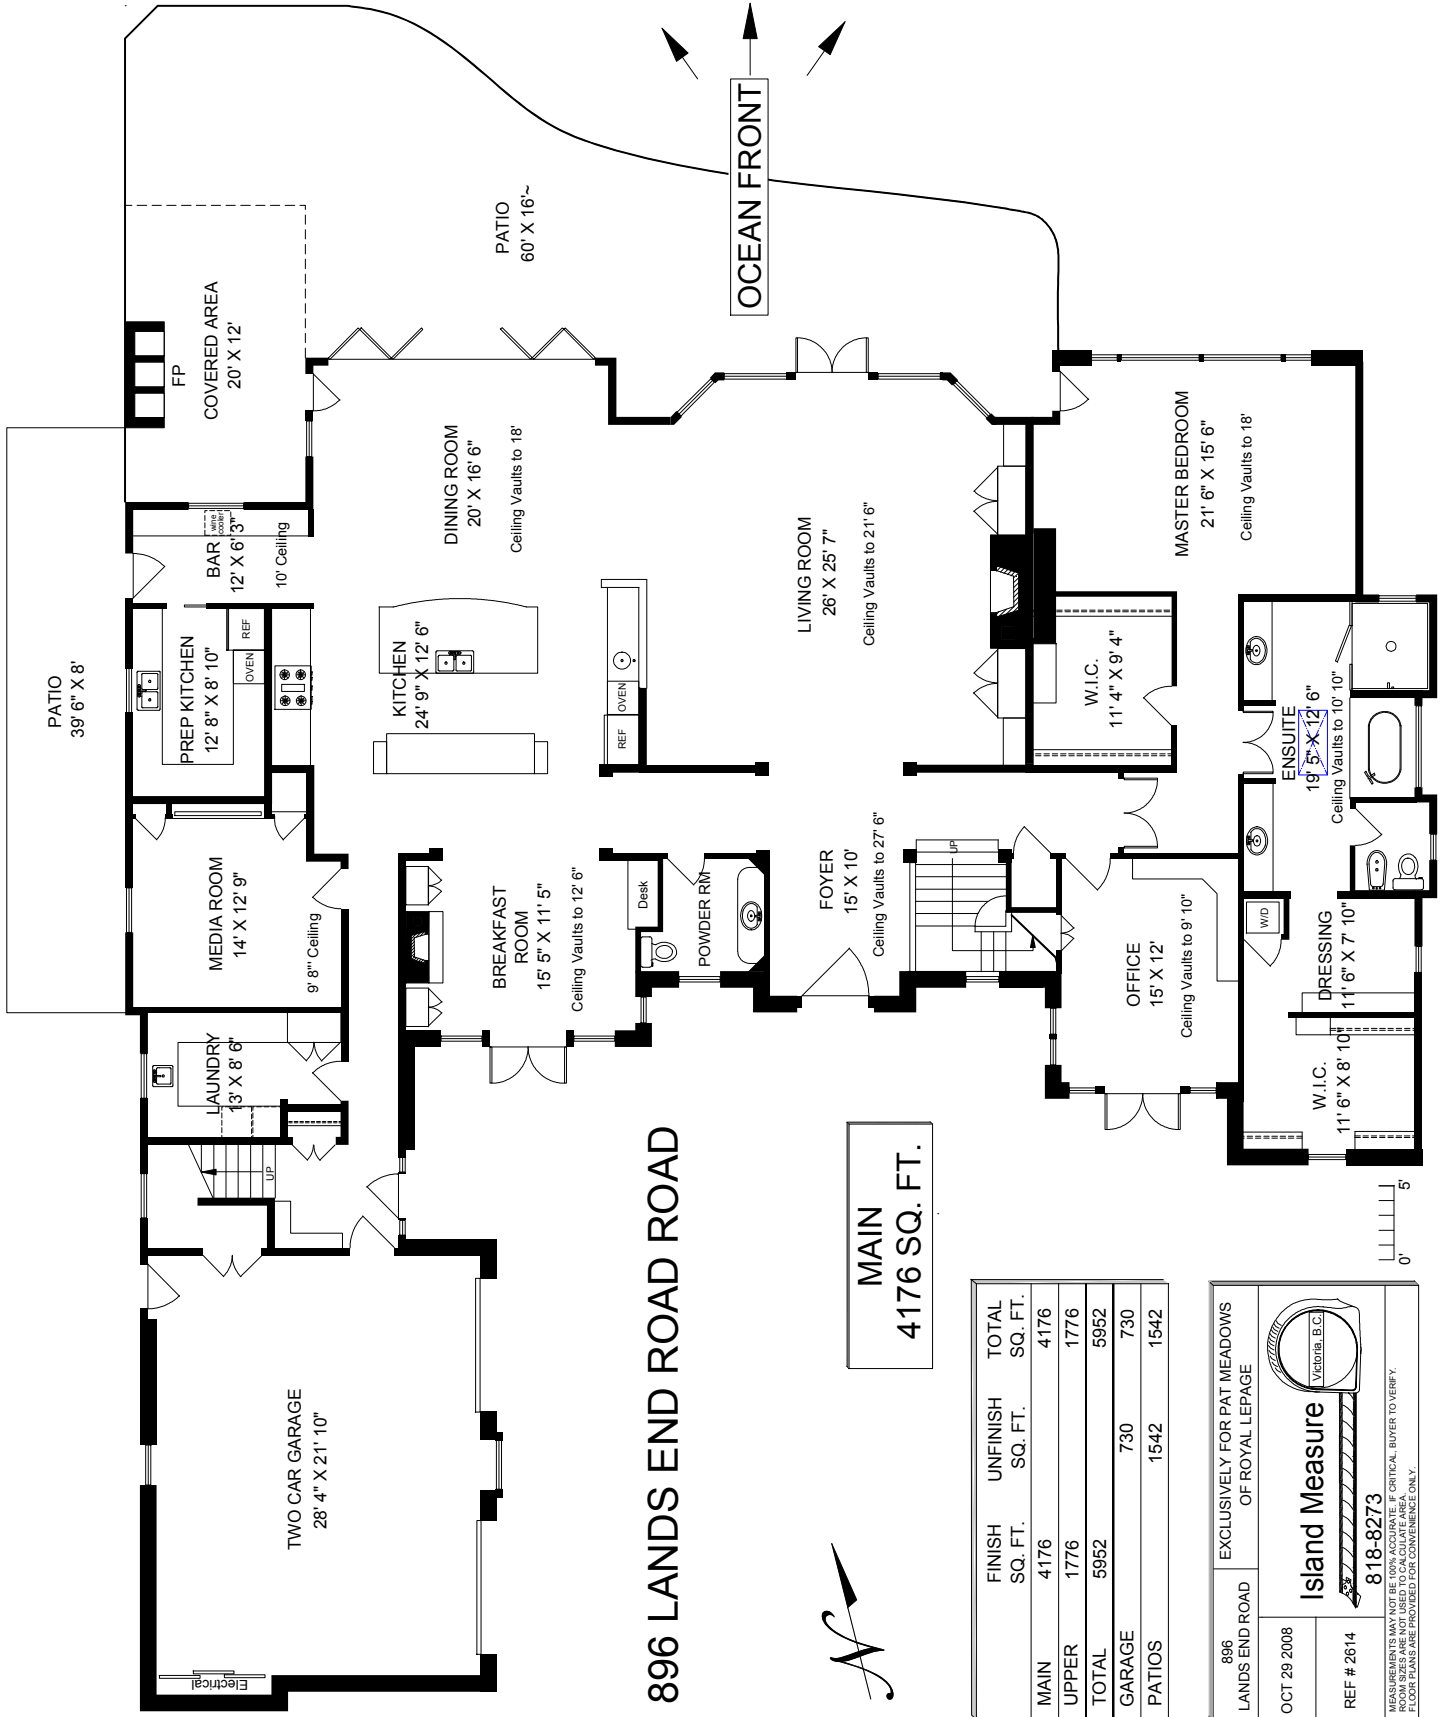 PATIO
39' 6" X 8'
FP
COVERED AREA
20' X 12'
PATIO
60' X 16'~
OCEAN FRONT
BAR
12' X 6' 3"
wine
cooler
10' Ceiling
PREP KITCHEN
12' 8" X 8' 10"
REF
OVEN
DINING ROOM
20' X 16' 6"
Ceiling Vaults to 18'
KITCHEN
24' 9" X 12' 6"
REF
OVEN
LIVING ROOM
26' X 25' 7"
Ceiling Vaults to 21' 6"
MASTER BEDROOM
21' 6" X 15' 6"
Ceiling Vaults to 18'
W.I.C.
11' 4" X 9' 4"
ENSUITE
19' 5" X 12' 6"
Ceiling Vaults to 10' 10"
MEDIA ROOM
14' X 12' 9"
9' 8"' Ceiling
BREAKFAST
ROOM
15' 5" X 11' 5"
Ceiling Vaults to 12' 6"
Desk
POWDER RM
FOYER
15' X 10'
Ceiling Vaults to 27' 6"
UP
OFFICE
15' X 12'
Ceiling Vaults to 9' 10"
W/D
DRESSING
11' 6" X 7' 10"
W.I.C.
11' 6" X 8' 10"
LAUNDRY
13' X 8' 6"
UP
TWO CAR GARAGE
28' 4" X 21' 10"
Electrical
896 LANDS END ROAD ROAD
MAIN
4176 SQ. FT.
N
0' 5'
FINISH UNFINISH TOTAL
SQ. FT. SQ. FT. SQ. FT.
MAIN 4176 4176
UPPER 1776 1776
TOTAL 5952 5952
GARAGE 730 730
PATIOS 1542 1542
896
LANDS END ROAD
EXCLUSIVELY FOR PAT MEADOWS
OF ROYAL LEPAGE
OCT 29 2008
REF # 2614
Island Measure
Victoria, B.C.
818-8273
MEASUREMENTS MAY NOT BE 100% ACCURATE. IF CRITICAL, BUYER TO VERIFY.
ROOM SIZES ARE NOT USED TO CALCULATE AREA.
FLOOR PLANS ARE PROVIDED FOR CONVENIENCE ONLY.